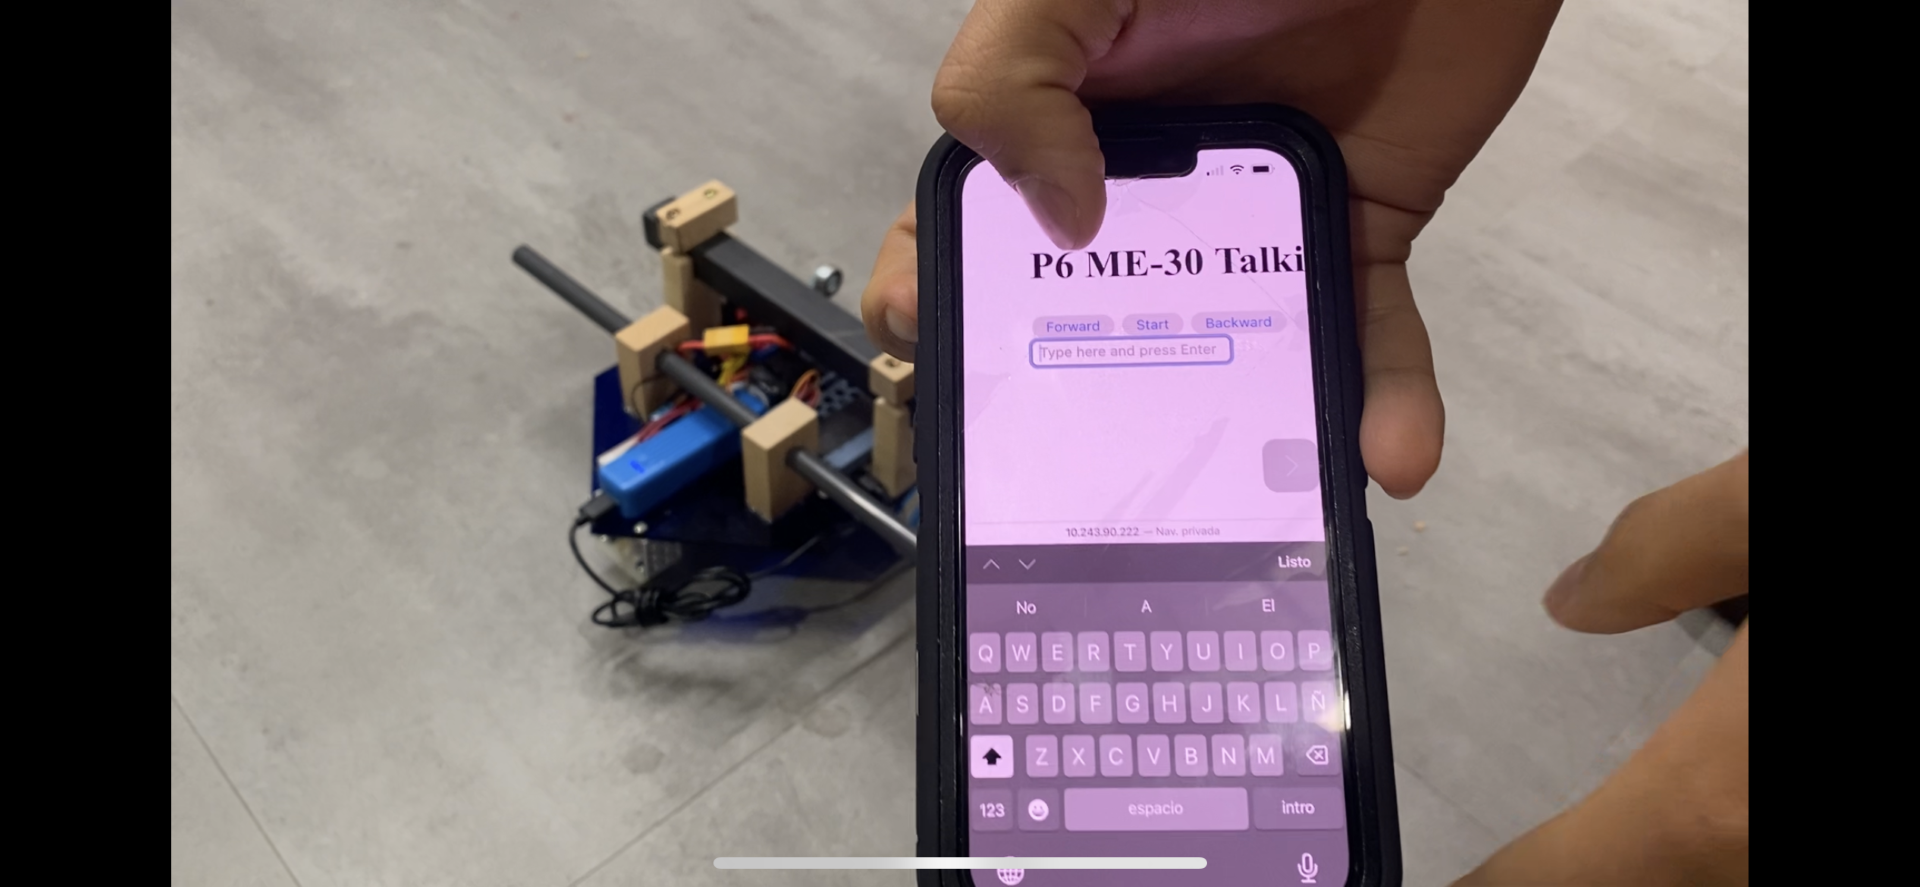 P6 ME-30 Talki
Forward Start Backward
Type here and press Enter
10.243.90.222 — Nav. privada
Listo
No A El
Q W E R T Y U I O P
A S D F G H J K L Ñ
Z X C V B N M
123 espacio intro